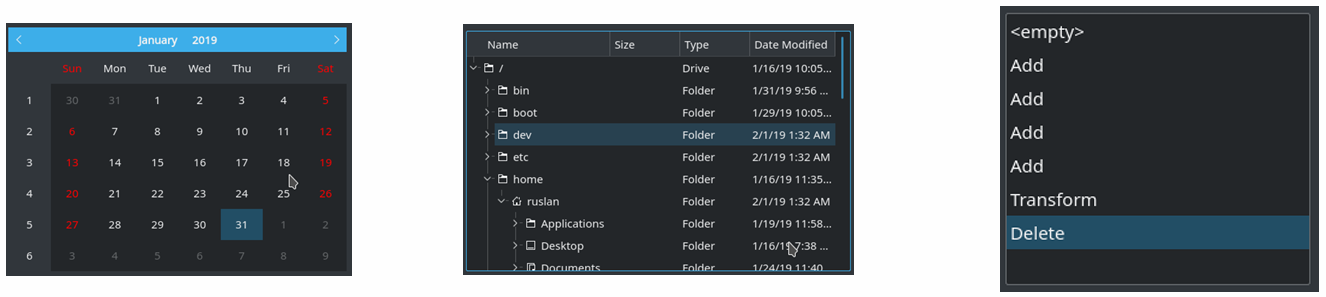 January 2019
Sun Mon Tue Wed Thu Fri Sat
1 30 31 1 2 3 4 5
2 6 7 8 9 10 11 12
3 13 14 15 16 17 18 19
4 20 21 22 23 24 25 26
5 27 28 29 30 31 1 2
6 3 4 5 6 7 8 9
Name Size Type Date Modified
/ Drive 1/16/19 10:05...
bin Folder 1/31/19 9:56 ...
boot Folder 1/29/19 10:05...
dev Folder 2/1/19 1:32 AM
etc Folder 2/1/19 1:32 AM
home Folder 1/16/19 11:35...
ruslan Folder 2/1/19 1:32 AM
Applications Folder 1/19/19 11:58...
Desktop Folder 1/16/19 7:38 ...
Documents Folder 1/24/19 11:40
<empty>
Add
Add
Add
Add
Transform
Delete